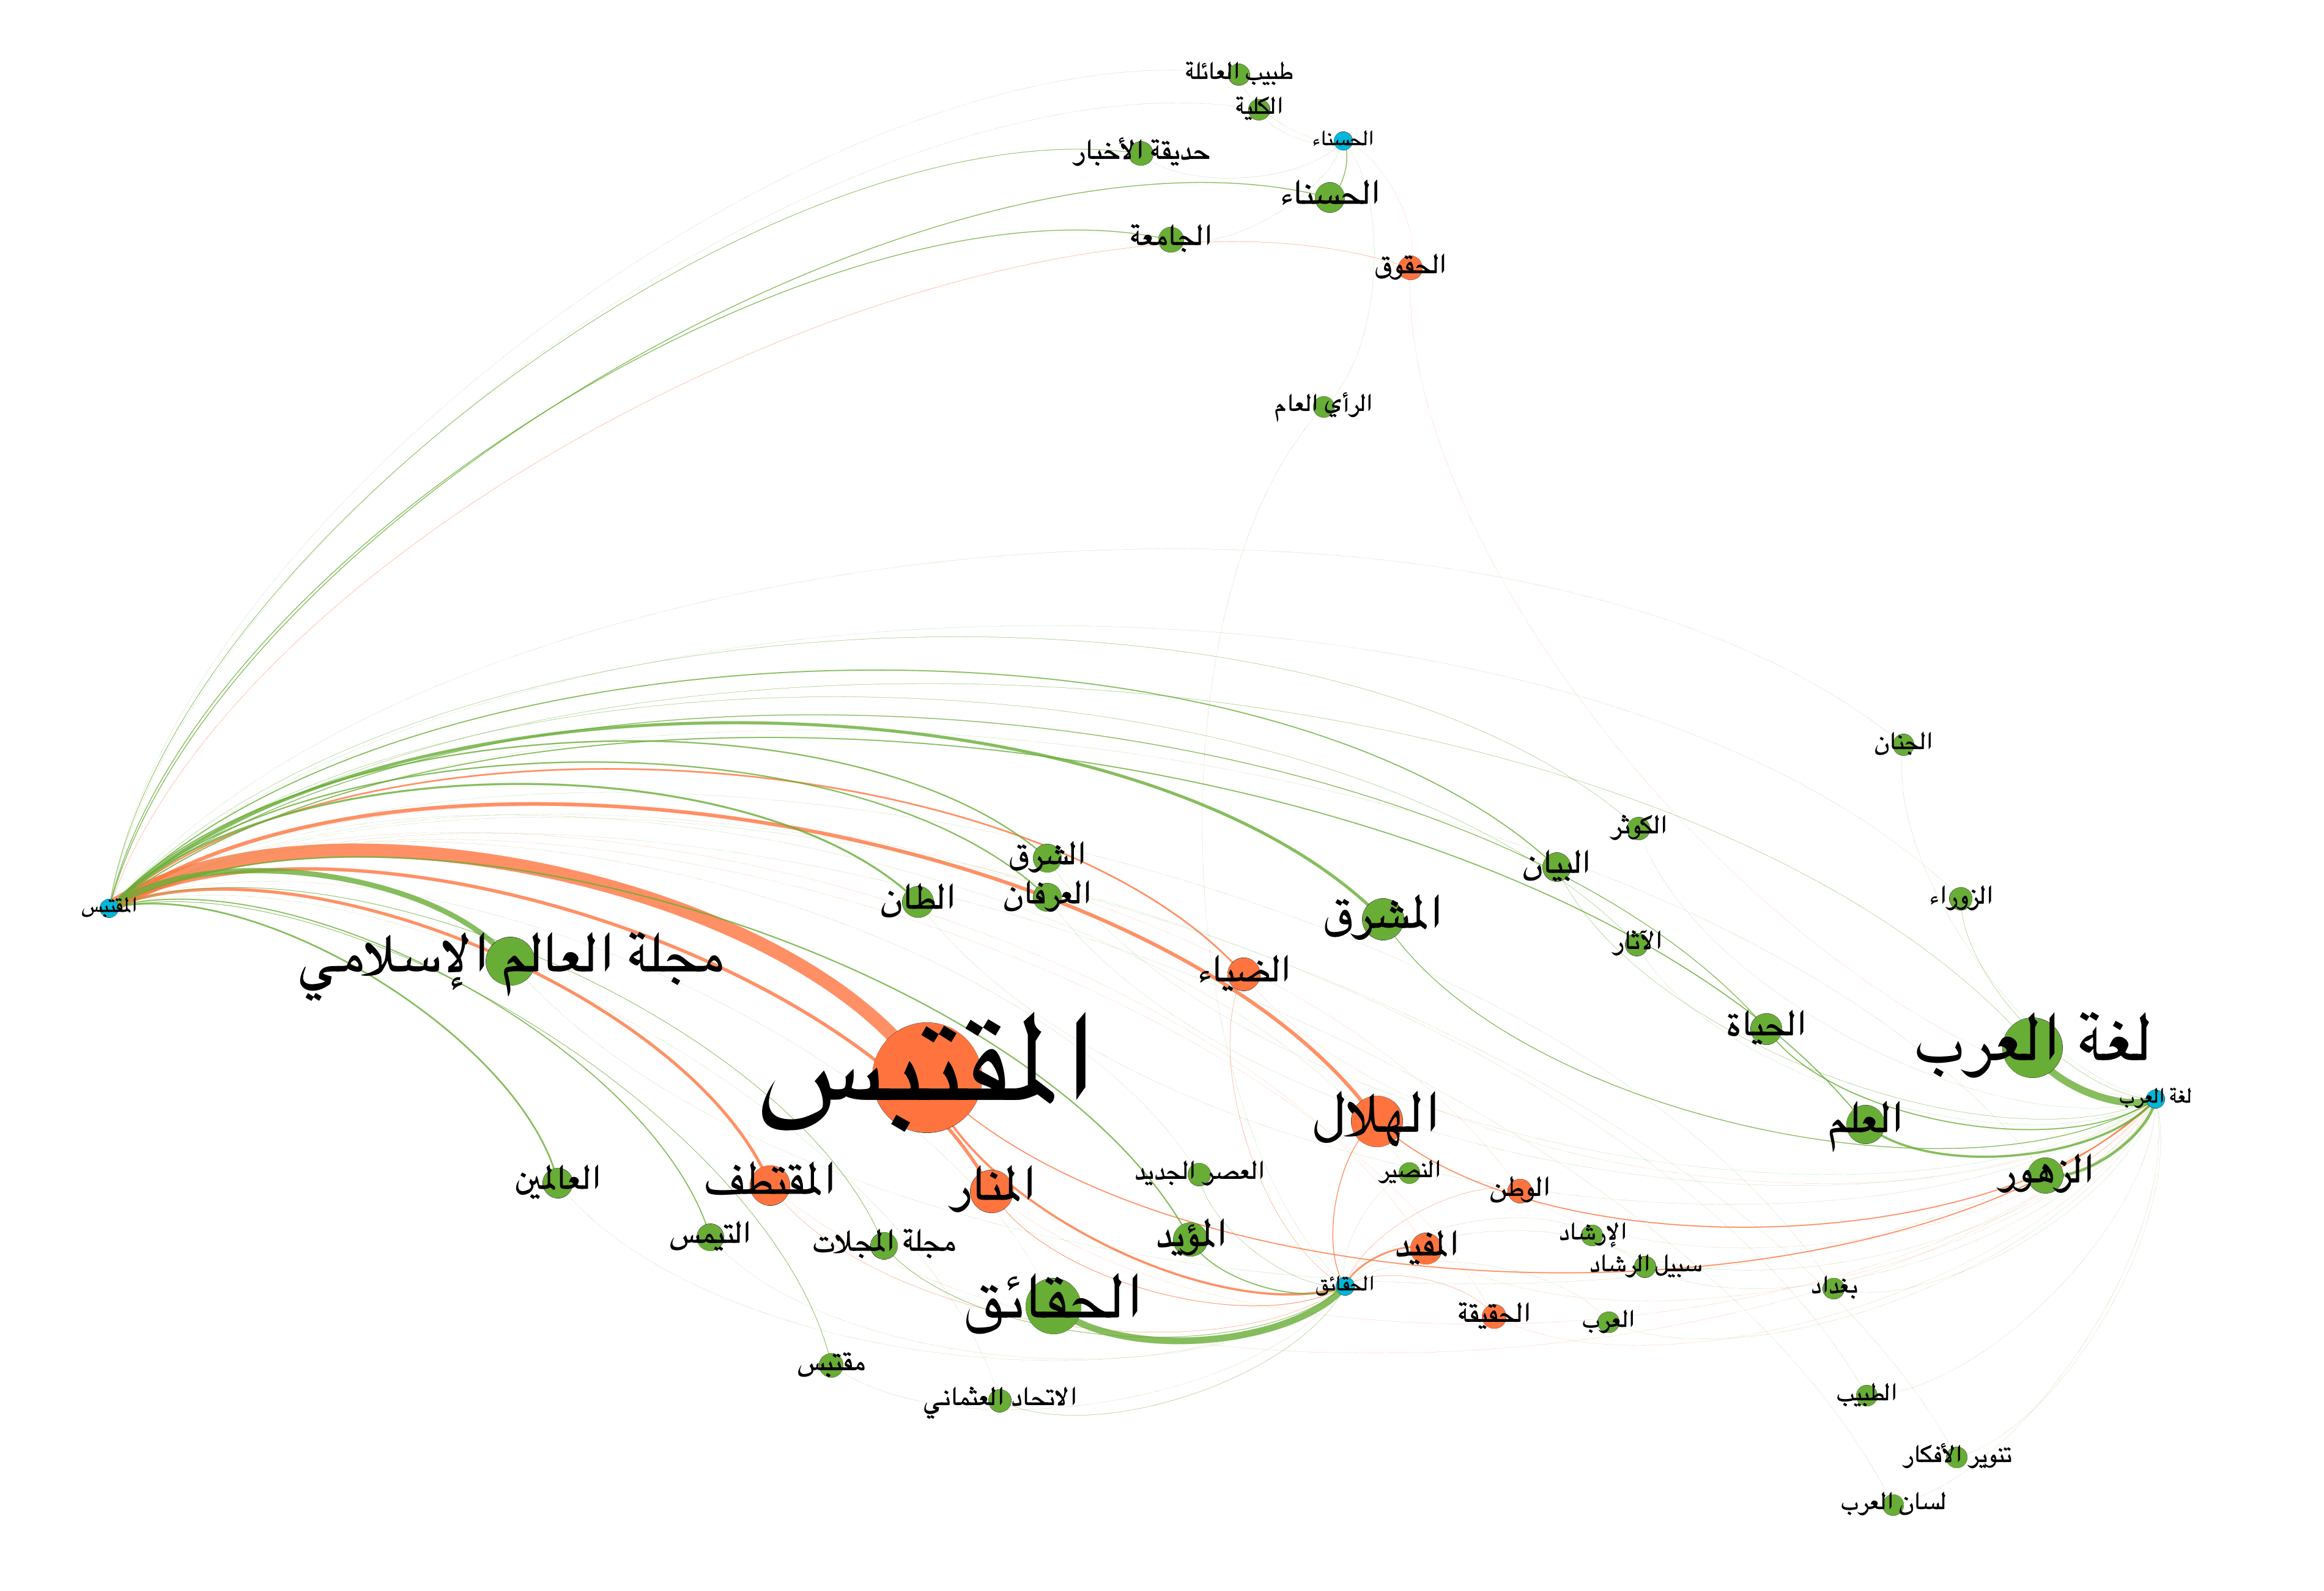 طبيب العائلة
الكلية
الحسناء
حديقة الأخبار
الحسناء
الجامعة
الحقوق
الرأي العام
الجنان
الكوثر
الشرق
البيان
العرفان
الطان
الزوراء
المقتبس
المشرق
الآثار
مجلة العالم الإسلامي
الضياء
الحياة
لغة العرب
المقتبس
لغة العرب
الهلال
العلم
العصر الجديد
النصير
الزهور
العالمين
المقتطف
المنار
الوطن
التيمس
مجلة المجلات
المؤيد
المفيد
الإرشاد
سبيل الرشاد
الحقائق
بغداد
الحقائق
الحقيقة
العرب
مقتبس
الاتحاد العثماني
الطبيب
تنوير الأفكار
لسان العرب